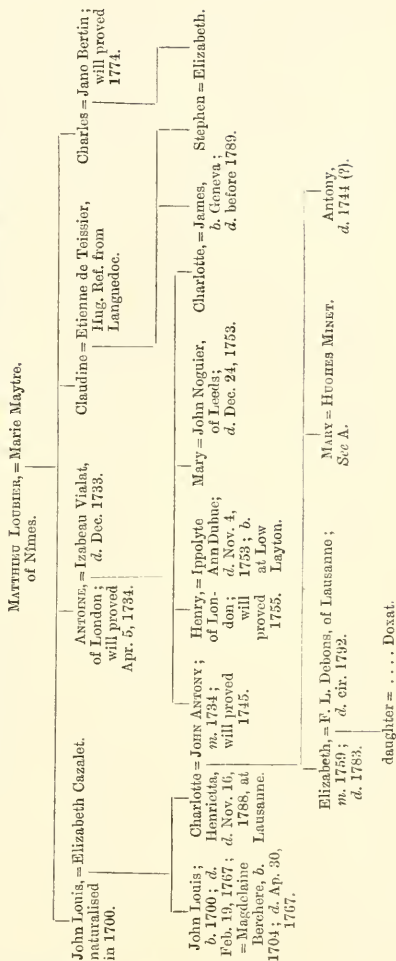 MATTHIEU LOUBIER, = Marie Maytre.
of Nîmes.
John Louis, = Elizabeth Cazalet.
naturalised
in 1700.
ANTOINE, = Izabeau Vialat,
of London; d. Dec. 1733.
will proved
Apr. 5, 1734.
Claudine = Etienne de Teissier,
Hug. Ref. from
Languedoc.
Charles = Jane Bertin;
will proved
1774.
John Louis;
b. 1700; d.
Feb. 19, 1767;
= Magdelaine
Berchere, b.
1704; d. Ap. 30,
1767.
Charlotte = JOHN ANTONY;
Henrietta, m. 1734;
d. Nov. 16, will proved
1788, at 1745.
Lausanne.
Henry, = Ippolyte
of Lon- Ann Dubuc;
don; d. Nov. 4,
will 1753; b.
proved at Low
1755. Layton.
Mary = John Noguier,
of Leeds;
d. Dec. 24, 1753.
Charlotte, = James,
b. Geneva;
d. before 1789.
Stephen = Elizabeth.
Elizabeth, = F. L. Debons, of Lausanne;
m. 1759; d. cir. 1792.
d. 1783.
MARY = HUGHES MINET.
See A.
Antony,
d. 1744 (?).
daughter = .... Doxat.